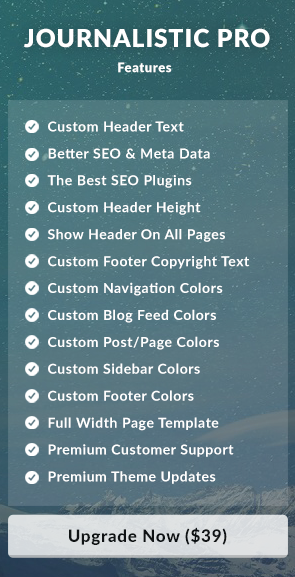 JOURNALISTIC PRO
Features
Custom Header Text
Better SEO & Meta Data
The Best SEO Plugins
Custom Header Height
Show Header On All Pages
Custom Footer Copyright Text
Custom Navigation Colors
Custom Blog Feed Colors
Custom Post/Page Colors
Custom Sidebar Colors
Custom Footer Colors
Full Width Page Template
Premium Customer Support
Premium Theme Updates
Upgrade Now ($39)